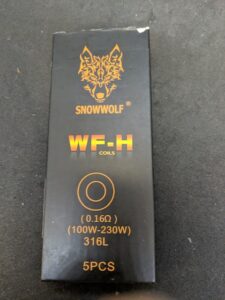 SNOWWOLF®
WF-H
COILS
(0.16Ω)
(100W-230W)
316L
5PCS